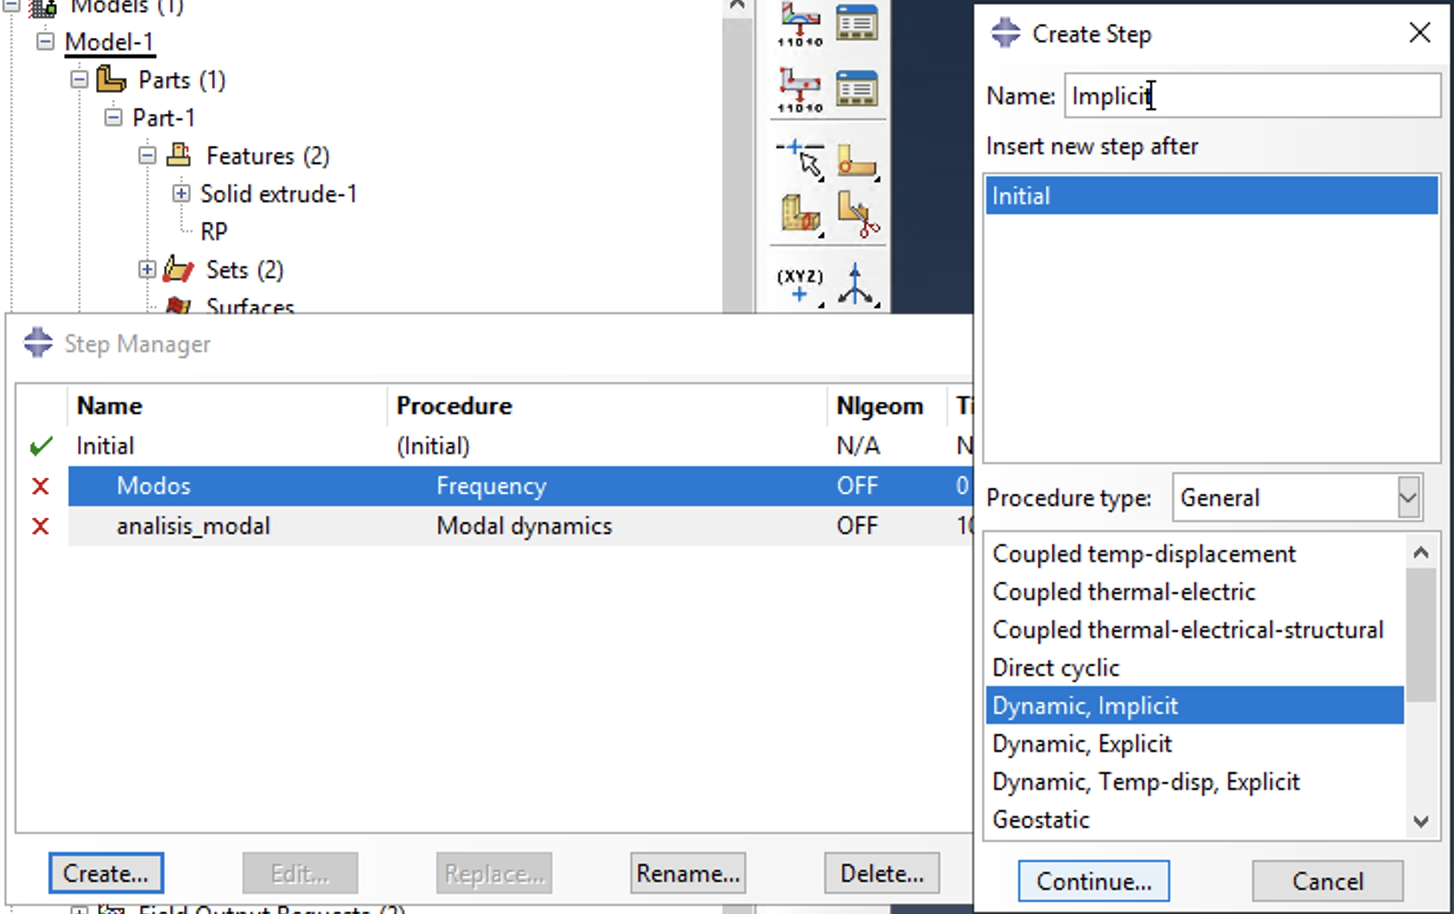 Models (1)
Model-1
Parts (1)
Part-1
Features (2)
Solid extrude-1
RP
Sets (2)
Surfaces
11010
11010
(XYZ)
Step Manager
Name Procedure Nlgeom Ti
Initial (Initial) N/A N
Modos Frequency OFF 0
analisis_modal Modal dynamics OFF 10
Create... Edit... Replace... Rename... Delete...
Field Output Requests (2)
Create Step
Name: Implicit
Insert new step after
Initial
Procedure type: General
Coupled temp-displacement
Coupled thermal-electric
Coupled thermal-electrical-structural
Direct cyclic
Dynamic, Implicit
Dynamic, Explicit
Dynamic, Temp-disp, Explicit
Geostatic
Continue... Cancel